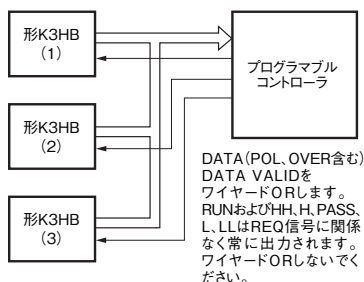 形K3HB
(1)
プログラマブル
コントローラ
形K3HB
(2)
形K3HB
(3)
DATA(POL、OVER含む)
DATA VALIDを
ワイヤードORします。
RUNおよびHH、H、PASS、
L、LLはREQ信号に関係
なく常に出力されます。
ワイヤードORしないでく
ださい。